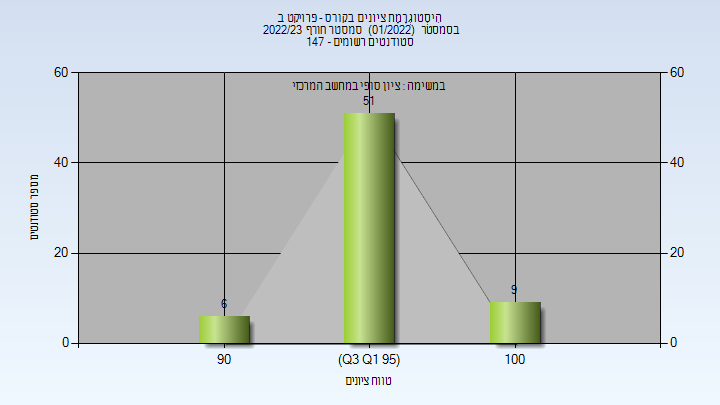 היסטוגרמת ציונים בקורס - פרויקט ב
בסמסטר (01/2022) סמסטר חורף 2022/23
סטודנטים רשומים - 147
במשימה : ציון סופי במחשב המרכזי
60
60
51
40
40
מספר סטודנטים
20
20
6
9
0
0
90
(Q3 Q1 95)
100
טווח ציונים